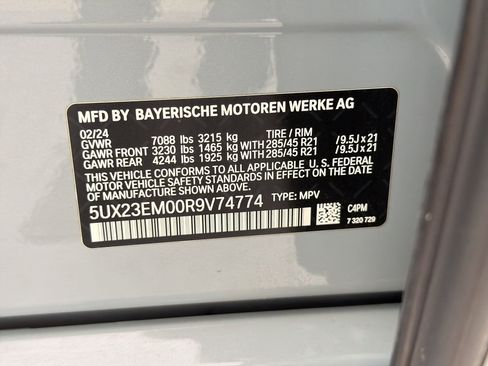 MFD BY BAYERISCHE MOTOREN WERKE AG
02/24
GVWR 7088 lbs 3215 kg TIRE / RIM
GAWR FRONT 3230 lbs 1465 kg WITH 285/45 R21 /9.5J x 21
GAWR REAR 4244 lbs 1925 kg WITH 285/45 R21 /9.5J x 21
THIS VEHICLE CONFORMS TO ALL APPLICABLE U.S. FEDERAL
MOTOR VEHICLE SAFETY STANDARDS IN EFFECT ON THE DATE
OF MANUFACTURE SHOWN ABOVE.
5UX23EM00R9V74774 TYPE: MPV
C4PM
7 320 729